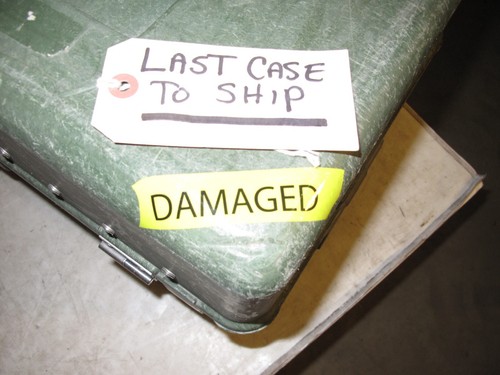 LAST CASE
TO SHIP
DAMAGED